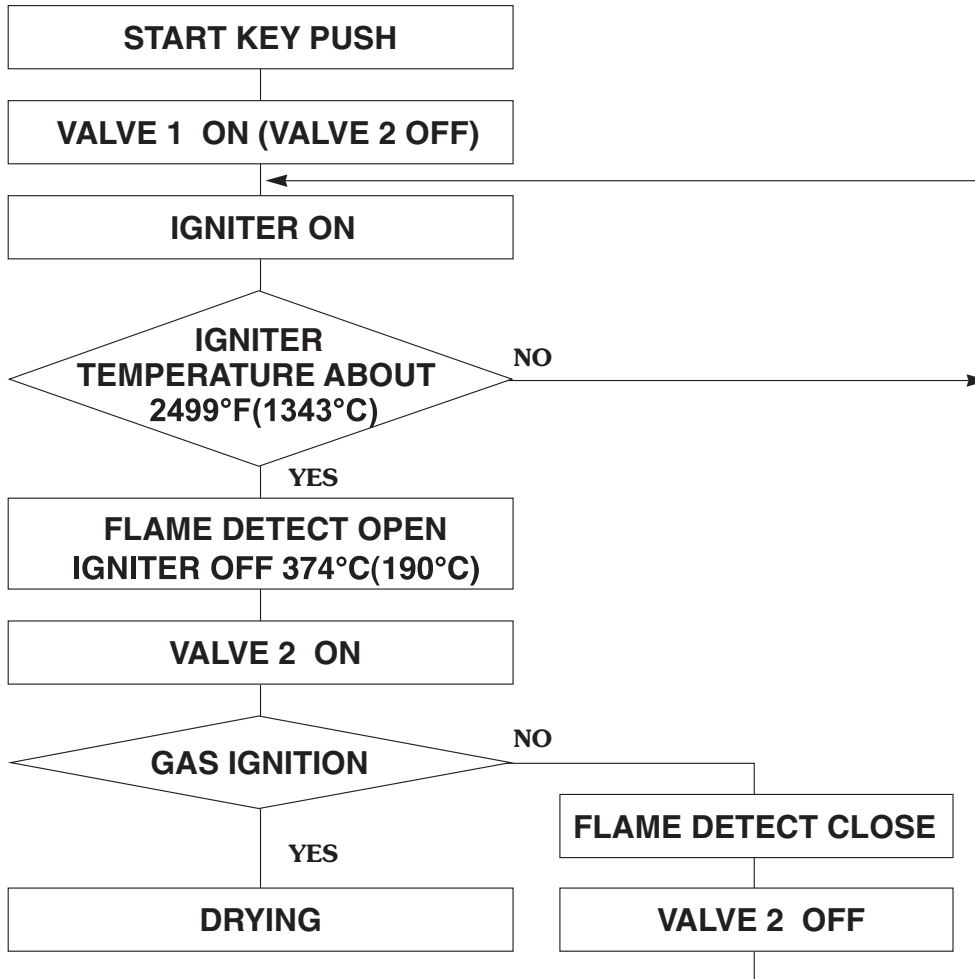 START KEY PUSH
VALVE 1 ON (VALVE 2 OFF)
IGNITER ON
IGNITER
TEMPERATURE ABOUT
2499°F(1343°C)
NO
YES
FLAME DETECT OPEN
IGNITER OFF 374°C(190°C)
VALVE 2 ON
GAS IGNITION
NO
FLAME DETECT CLOSE
YES
DRYING
VALVE 2 OFF